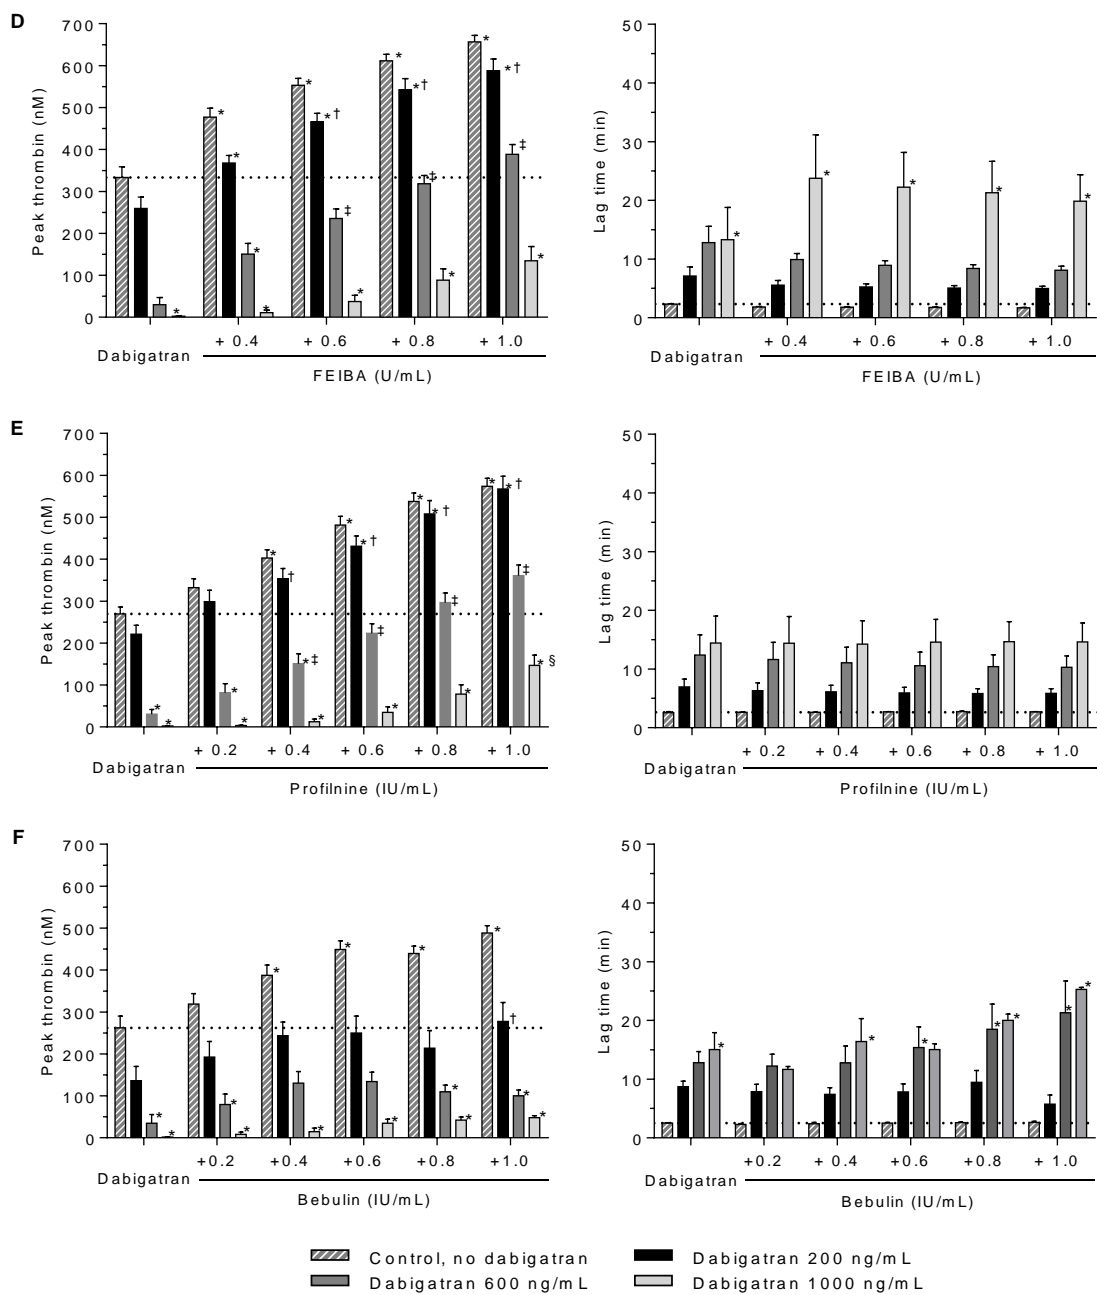 D
Peak thrombin (nM)
700
600
500
400
300
200
100
0
* * * *
* *† *† *†
* ‡ ‡ ‡
* * * * *
+ 0.4 + 0.6 + 0.8 + 1.0
Dabigatran
FEIBA (U/mL)
Lag time (min)
50
40
30
20
10
0
* * * * *
+ 0.4 + 0.6 + 0.8 + 1.0
Dabigatran
FEIBA (U/mL)
E
Peak thrombin (nM)
700
600
500
400
300
200
100
0
* * * *
† *† *† *†
* * *‡ ‡ ‡ ‡
* * * * * *§
+ 0.2 + 0.4 + 0.6 + 0.8 + 1.0
Dabigatran
Profilnine (IU/mL)
Lag time (min)
50
40
30
20
10
0
+ 0.2 + 0.4 + 0.6 + 0.8 + 1.0
Dabigatran
Profilnine (IU/mL)
F
Peak thrombin (nM)
700
600
500
400
300
200
100
0
* * * *
†
* * * *
* * * * * *
+0.2 +0.4 +0.6 +0.8 +1.0
Dabigatran
Bebulin (IU/mL)
Lag time (min)
50
40
30
20
10
0
* * * * * * *
+0.2 + 0.4 +0.6 + 0.8 + 1.0
Dabigatran
Bebulin (IU/mL)
Control, no dabigatran
Dabigatran 200 ng/mL
Dabigatran 600 ng/mL
Dabigatran 1000 ng/mL